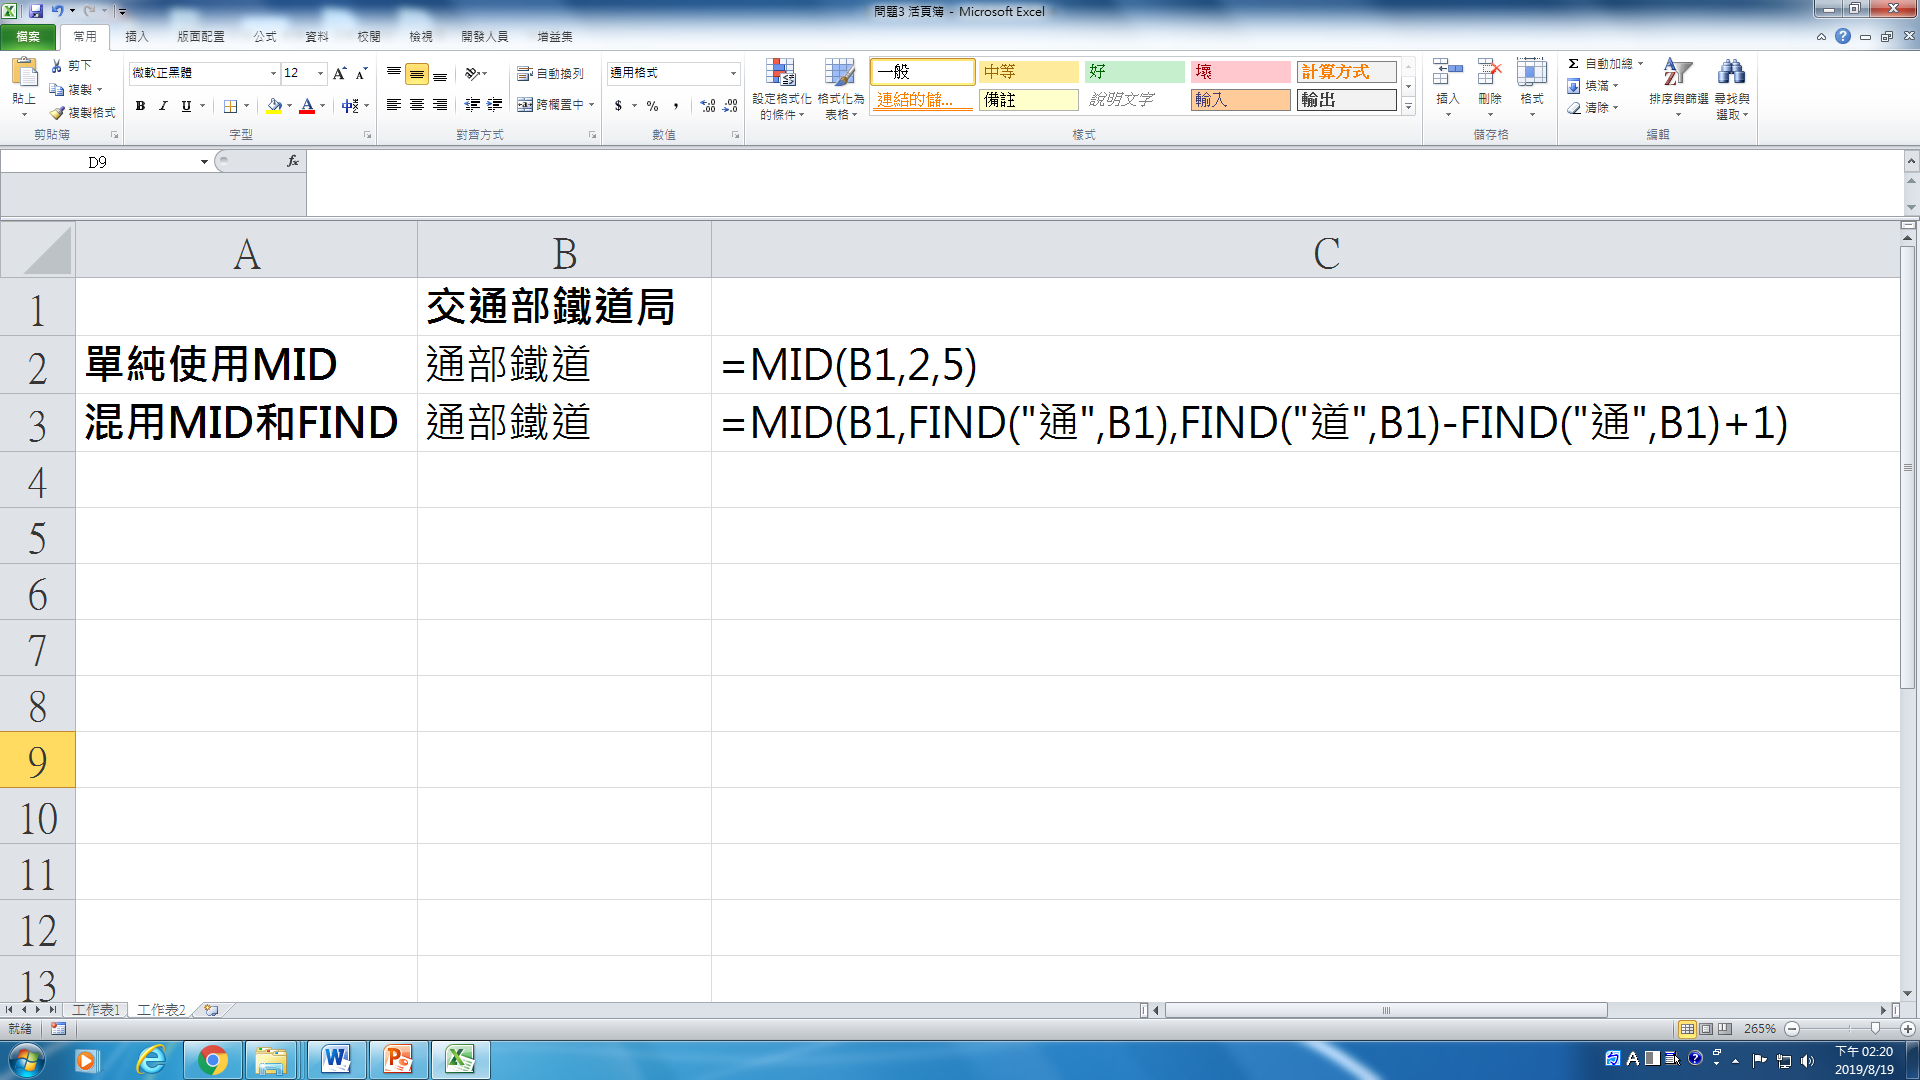 問題3 活頁簿 - Microsoft Excel
檔案 常用 插入 版面配置 公式 資料 校閱 檢視 開發人員 增益集
貼上 剪下 複製 複製格式 剪貼簿
微軟正黑體 12 B I U 字型
自動換列 跨欄置中 對齊方式
通用格式 $ % , 數值
設定格式化的條件 格式化為表格
一般 中等 好 壞 計算方式
連結的儲... 備註 說明文字 輸入 輸出
樣式
插入 刪除 格式 儲存格
Σ 自動加總 填滿 清除 排序與篩選 尋找與選取 編輯
D9 fx
A B C
1 交通部鐵道局
2 單純使用MID 通部鐵道 =MID(B1,2,5)
3 混用MID和FIND 通部鐵道 =MID(B1,FIND("通",B1),FIND("道",B1)-FIND("通",B1)+1)
4
5
6
7
8
9
10
11
12
13
工作表1 工作表2
就緒 265%
下午 02:20
2019/8/19